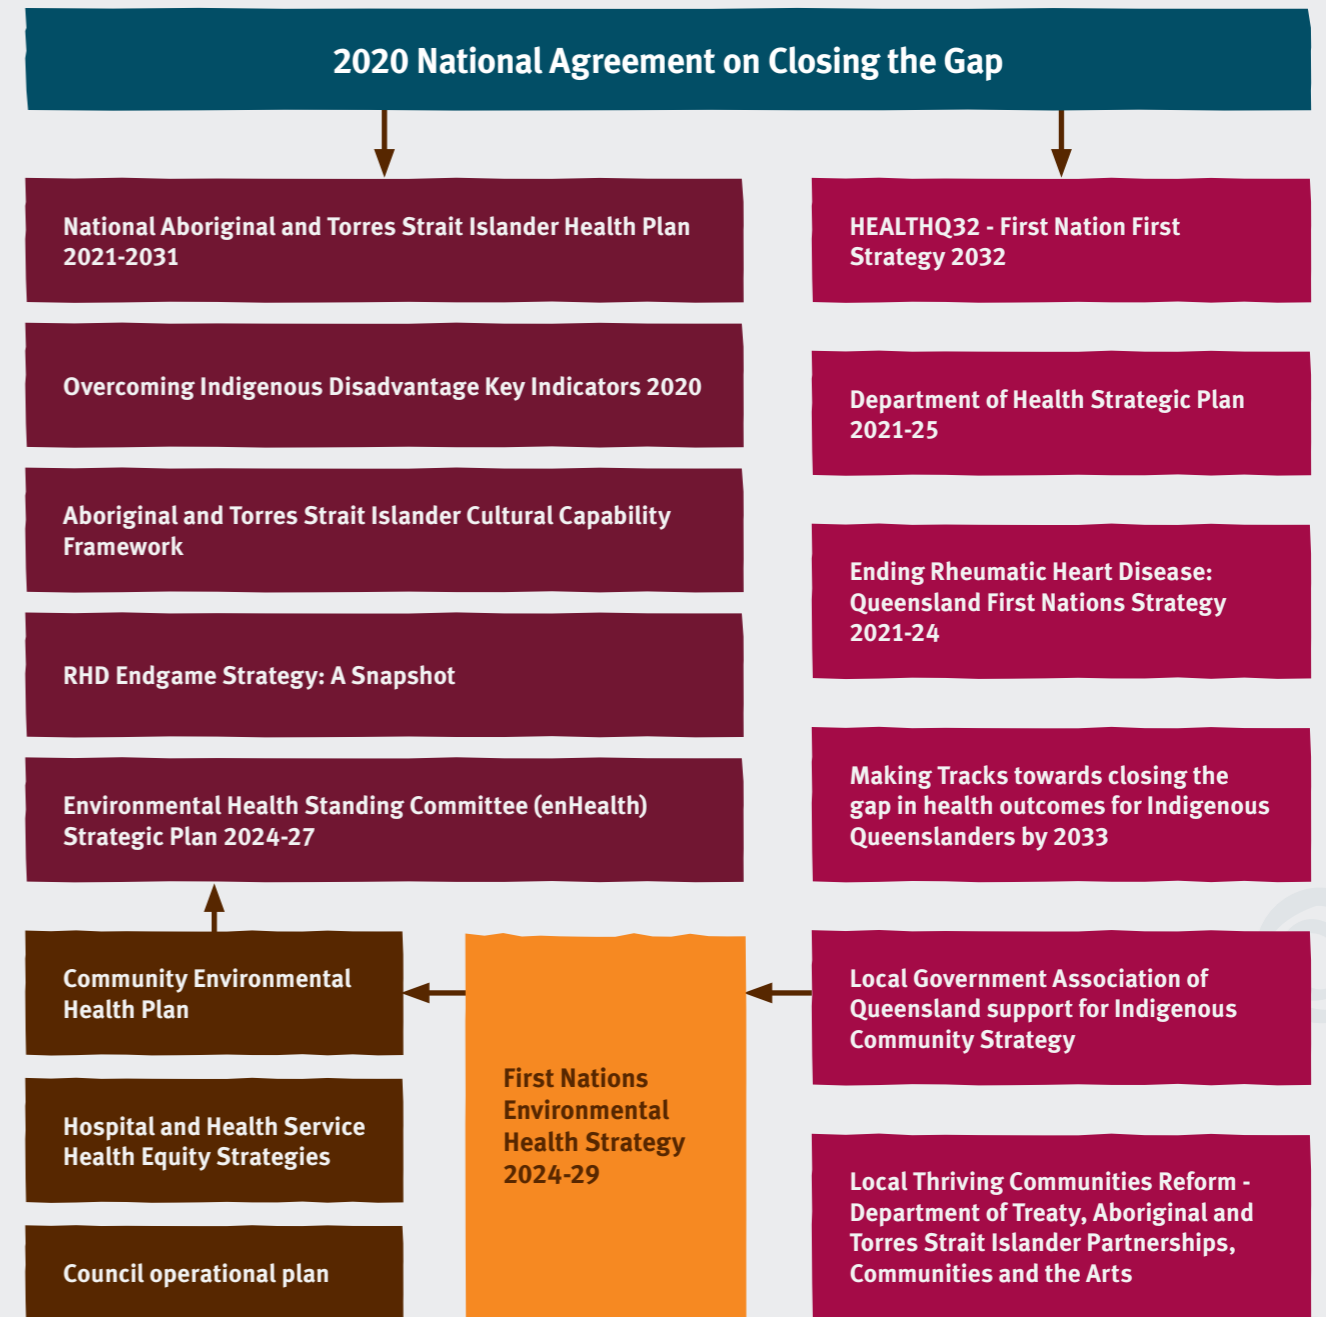 2020 National Agreement on Closing the Gap
National Aboriginal and Torres Strait Islander Health Plan
2021-2031
Overcoming Indigenous Disadvantage Key Indicators 2020
Aboriginal and Torres Strait Islander Cultural Capability
Framework
RHD Endgame Strategy: A Snapshot
Environmental Health Standing Committee (enHealth)
Strategic Plan 2024-27
HEALTHQ32 - First Nation First
Strategy 2032
Department of Health Strategic Plan
2021-25
Ending Rheumatic Heart Disease:
Queensland First Nations Strategy
2021-24
Making Tracks towards closing the
gap in health outcomes for Indigenous
Queenslanders by 2033
Community Environmental
Health Plan
Hospital and Health Service
Health Equity Strategies
Council operational plan
First Nations
Environmental
Health Strategy
2024-29
Local Government Association of
Queensland support for Indigenous
Community Strategy
Local Thriving Communities Reform -
Department of Treaty, Aboriginal and
Torres Strait Islander Partnerships,
Communities and the Arts